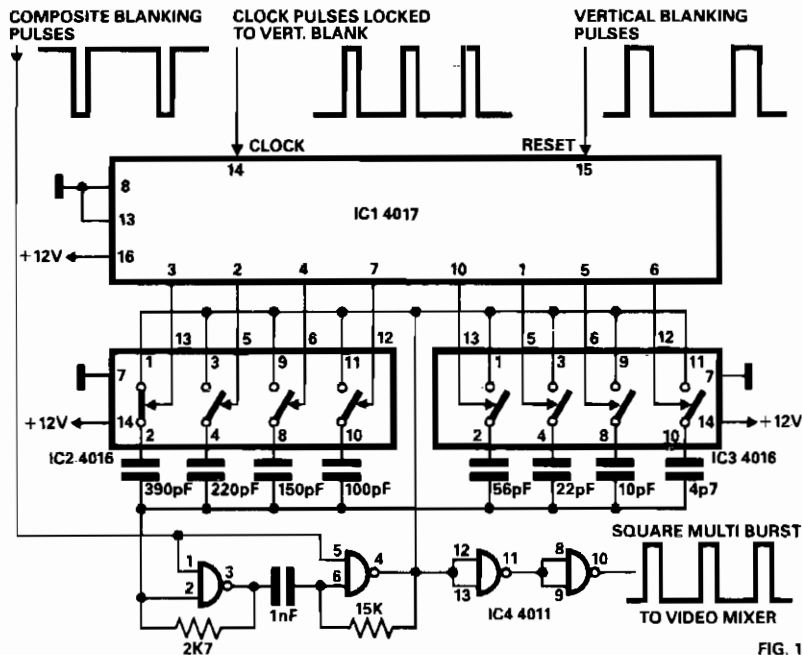 COMPOSITE BLANKING
PULSES
CLOCK PULSES LOCKED
TO VERT. BLANK
VERTICAL BLANKING
PULSES
CLOCK
RESET
14
15
8
13
+12V
16
IC1 4017
3 2 4 7 10 1 5 6
13 5 6 12 13 5 6 12
1 3 9 11 1 3 9 11
7
7
+12V
14
14
+12V
2 4 8 10 2 4 8 10
IC2 4016
IC3 4016
390pF 220pF 150pF 100pF 56pF 22pF 10pF 4p7
SQUARE MULTI BURST
1
2
3
1nF
5
6
4
12
13
11
8
9
10
15K
IC4 4011
TO VIDEO MIXER
2K7
FIG. 1